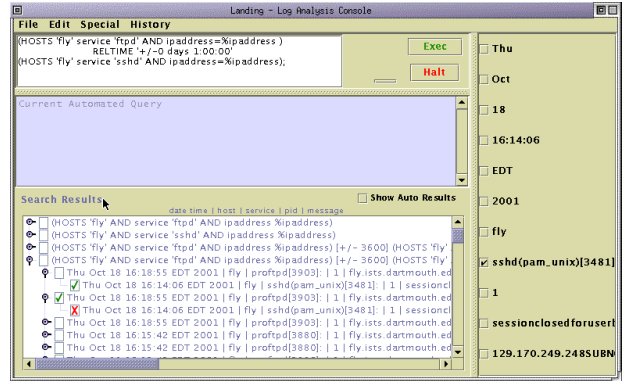 Landing - Log Analysis Console
File Edit Special History
(HOSTS 'fly' service 'ftpd' AND ipaddress=%ipaddress )
RELTIME '+/-0 days 1:00:00'
(HOSTS 'fly' service 'sshd' AND ipaddress=%ipaddress);
Exec
Halt
Current Automated Query
Search Results
Show Auto Results
date time | host | service | pid | message
(HOSTS 'fly' AND service 'ftpd' AND ipaddress %ipaddress)
(HOSTS 'fly' AND service 'sshd' AND ipaddress %ipaddress)
(HOSTS 'fly' AND service 'ftpd' AND ipaddress %ipaddress) [+/- 3600] (HOSTS 'fly'
(HOSTS 'fly' AND service 'ftpd' AND ipaddress %ipaddress) [+/- 3600] (HOSTS 'fly'
Thu Oct 18 16:18:55 EDT 2001 | fly | proftpd[3903]: | 1 | fly.ists.dartmouth.ed
Thu Oct 18 16:14:06 EDT 2001 | fly | sshd(pam_unix)[3481]: | 1 | sessioncl
Thu Oct 18 16:18:55 EDT 2001 | fly | proftpd[3903]: | 1 | fly.ists.dartmouth.ed
Thu Oct 18 16:14:06 EDT 2001 | fly | sshd(pam_unix)[3481]: | 1 | sessioncl
Thu Oct 18 16:18:55 EDT 2001 | fly | proftpd[3903]: | 1 | fly.ists.dartmouth.ed
Thu Oct 18 16:15:42 EDT 2001 | fly | proftpd[3880]: | 1 | fly.ists.dartmouth.ed
Thu Oct 18 16:15:42 EDT 2001 | fly | proftpd[3880]: | 1 | fly.ists.dartmouth.ed
Thu
Oct
18
16:14:06
EDT
2001
fly
sshd(pam_unix)[3481]
1
sessionclosedforuserb
129.170.249.248SUBN